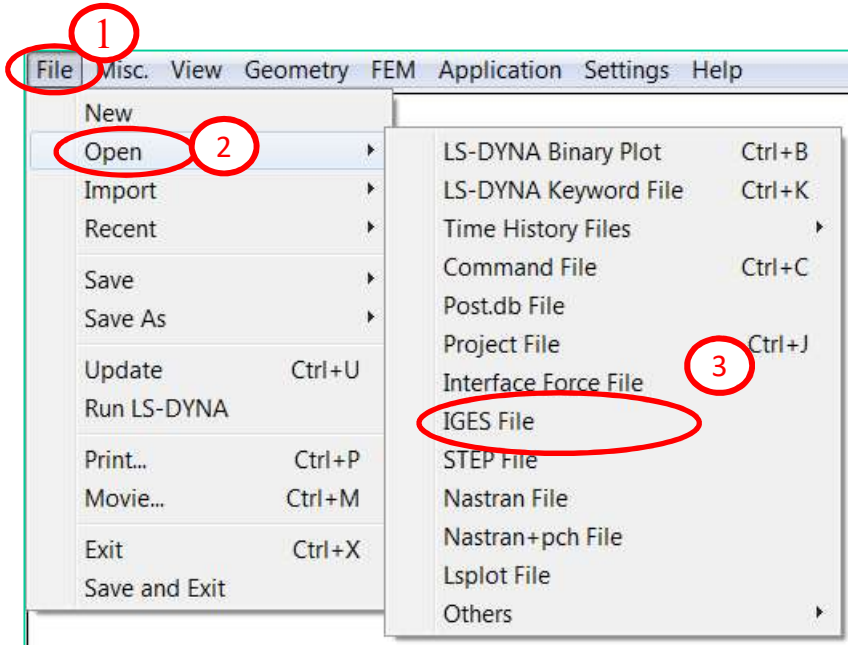 1
File Misc. View Geometry FEM Application Settings Help
New
Open 2
Import
Recent
Save
Save As
Update Ctrl+U
Run LS-DYNA
Print... Ctrl+P
Movie... Ctrl+M
Exit Ctrl+X
Save and Exit
LS-DYNA Binary Plot Ctrl+B
LS-DYNA Keyword File Ctrl+K
Time History Files
Command File Ctrl+C
Post.db File
Project File Ctrl+J
3
Interface Force File
IGES File
STEP File
Nastran File
Nastran+pch File
Lsplot File
Others